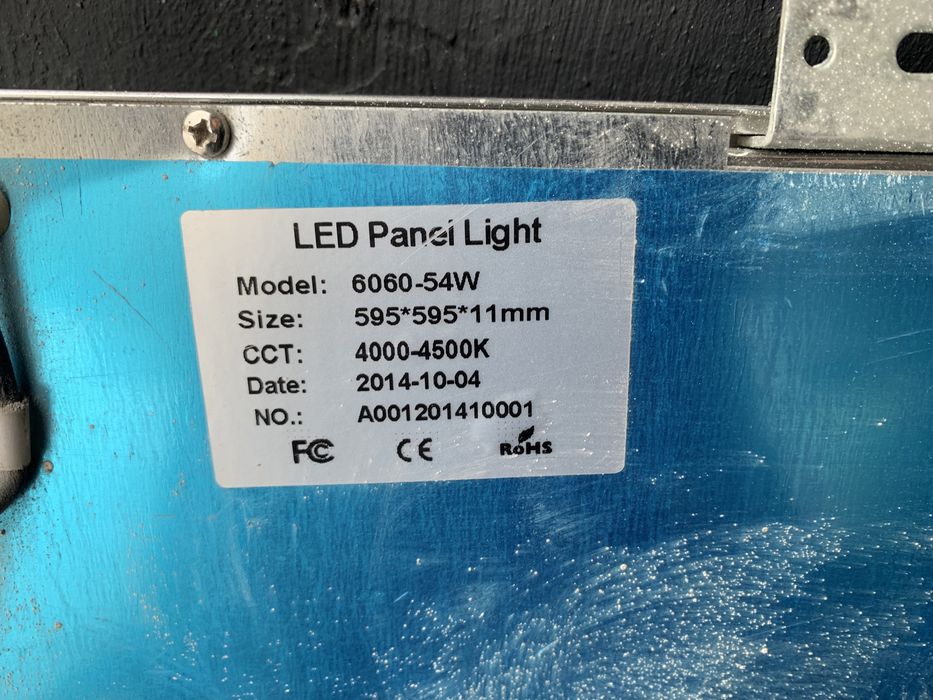 LED Panel Light
Model: 6060-54W
Size: 595*595*11mm
CCT: 4000-4500K
Date: 2014-10-04
NO.: A001201410001
FC CE RoHS